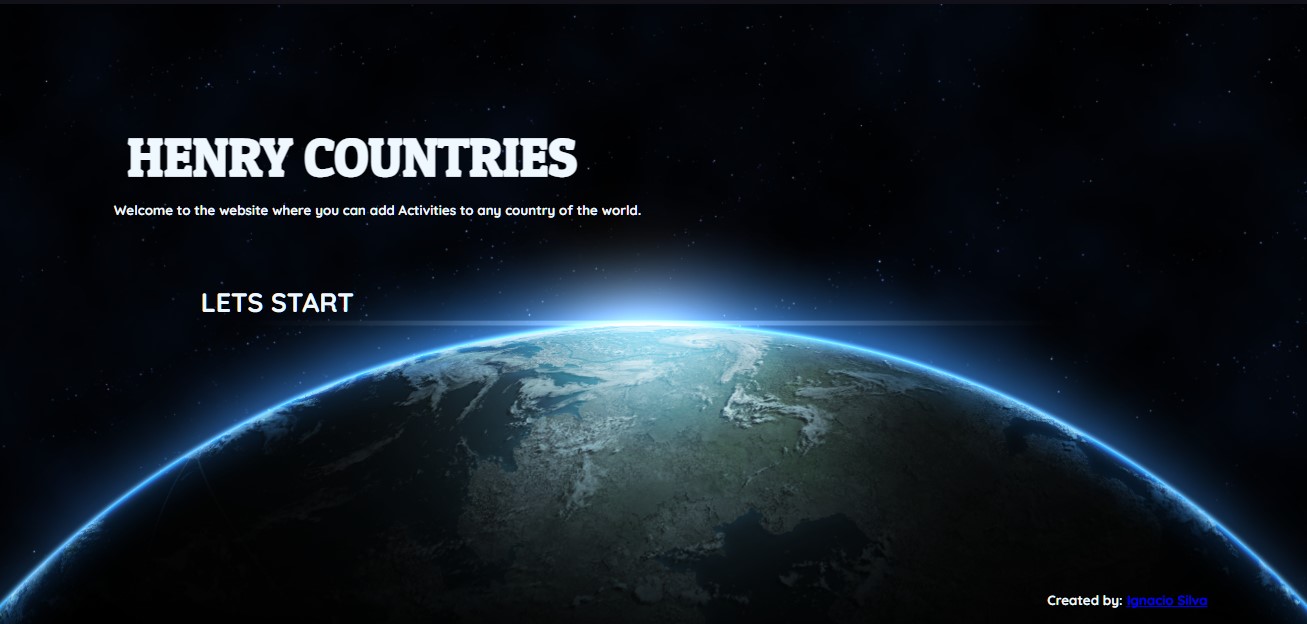 HENRY COUNTRIES
Welcome to the website where you can add Activities to any country of the world.
LETS START
Created by: Ignacio Silva